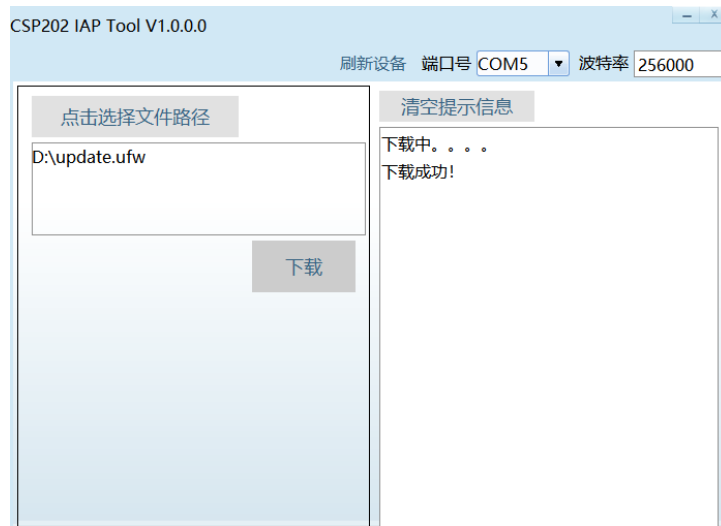 CSP202 IAP Tool V1.0.0.0
刷新设备 端口号 COM5 波特率 256000
点击选择文件路径
D:\update.ufw
下载
清空提示信息
下载中。。。。
下载成功!